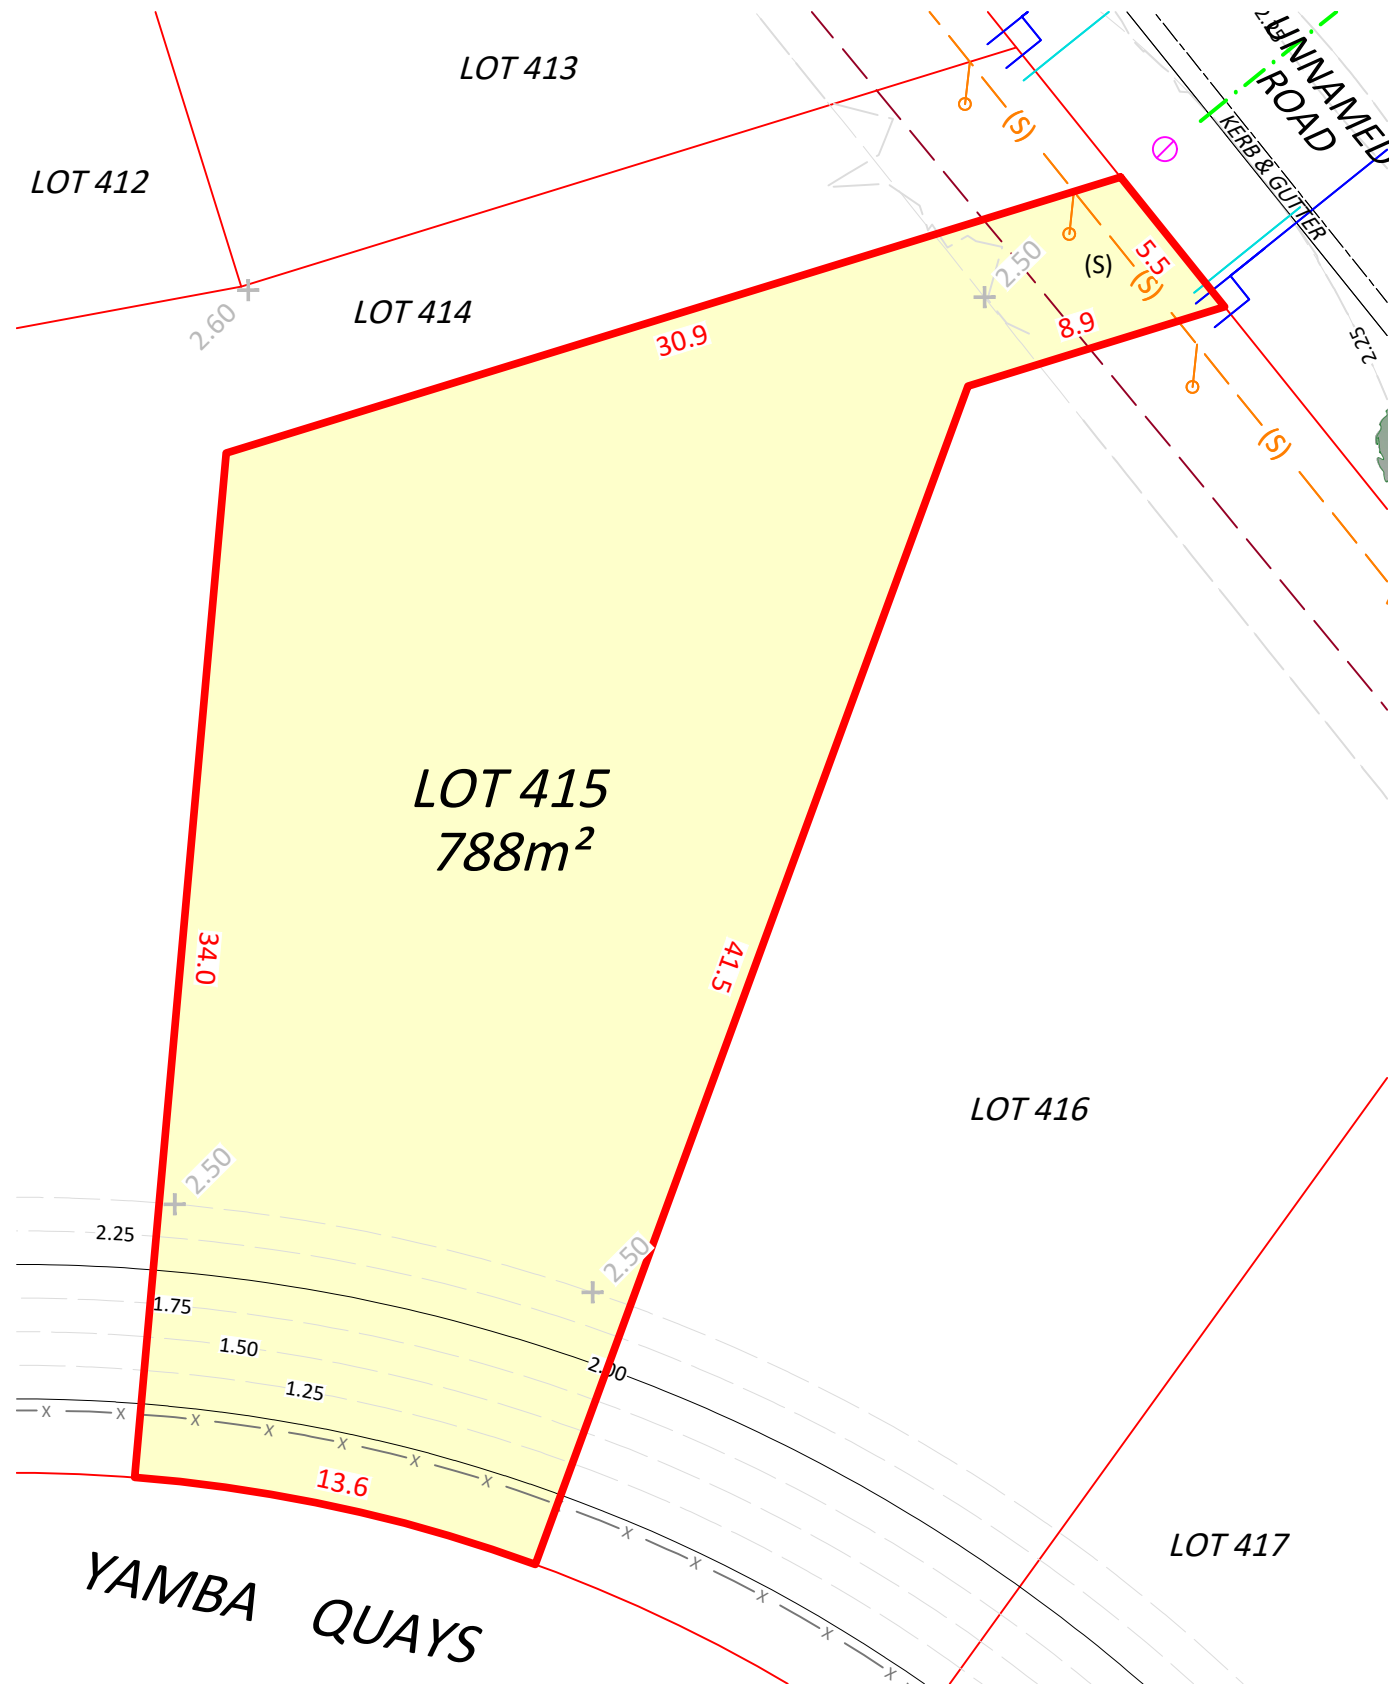 LOT 413
LOT 412
2.25
UNNAMED
ROAD
(S)
KERB & GUTTER
2.50
(S)
5.5
(S)
2.60
LOT 414
30.9
8.9
2.25
(S)
LOT 415
788m²
34.0
41.5
LOT 416
2.50
2.25
2.50
1.75
1.50
2.00
1.25
X X X X X X X
13.6
X X X X X
LOT 417
YAMBA QUAYS